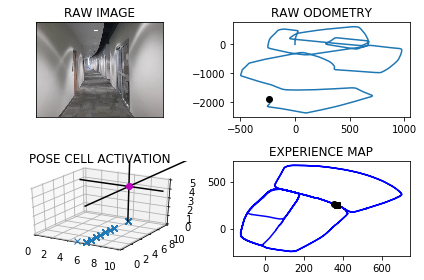 RAW IMAGE
RAW ODOMETRY
0
−1000
−2000
−500 0 500 1000
POSE CELL ACTIVATION
5
4
3
2
1
0
0 2 4 6 8 10
0 2 4 6 8 10
EXPERIENCE MAP
500
0
0 200 400 600